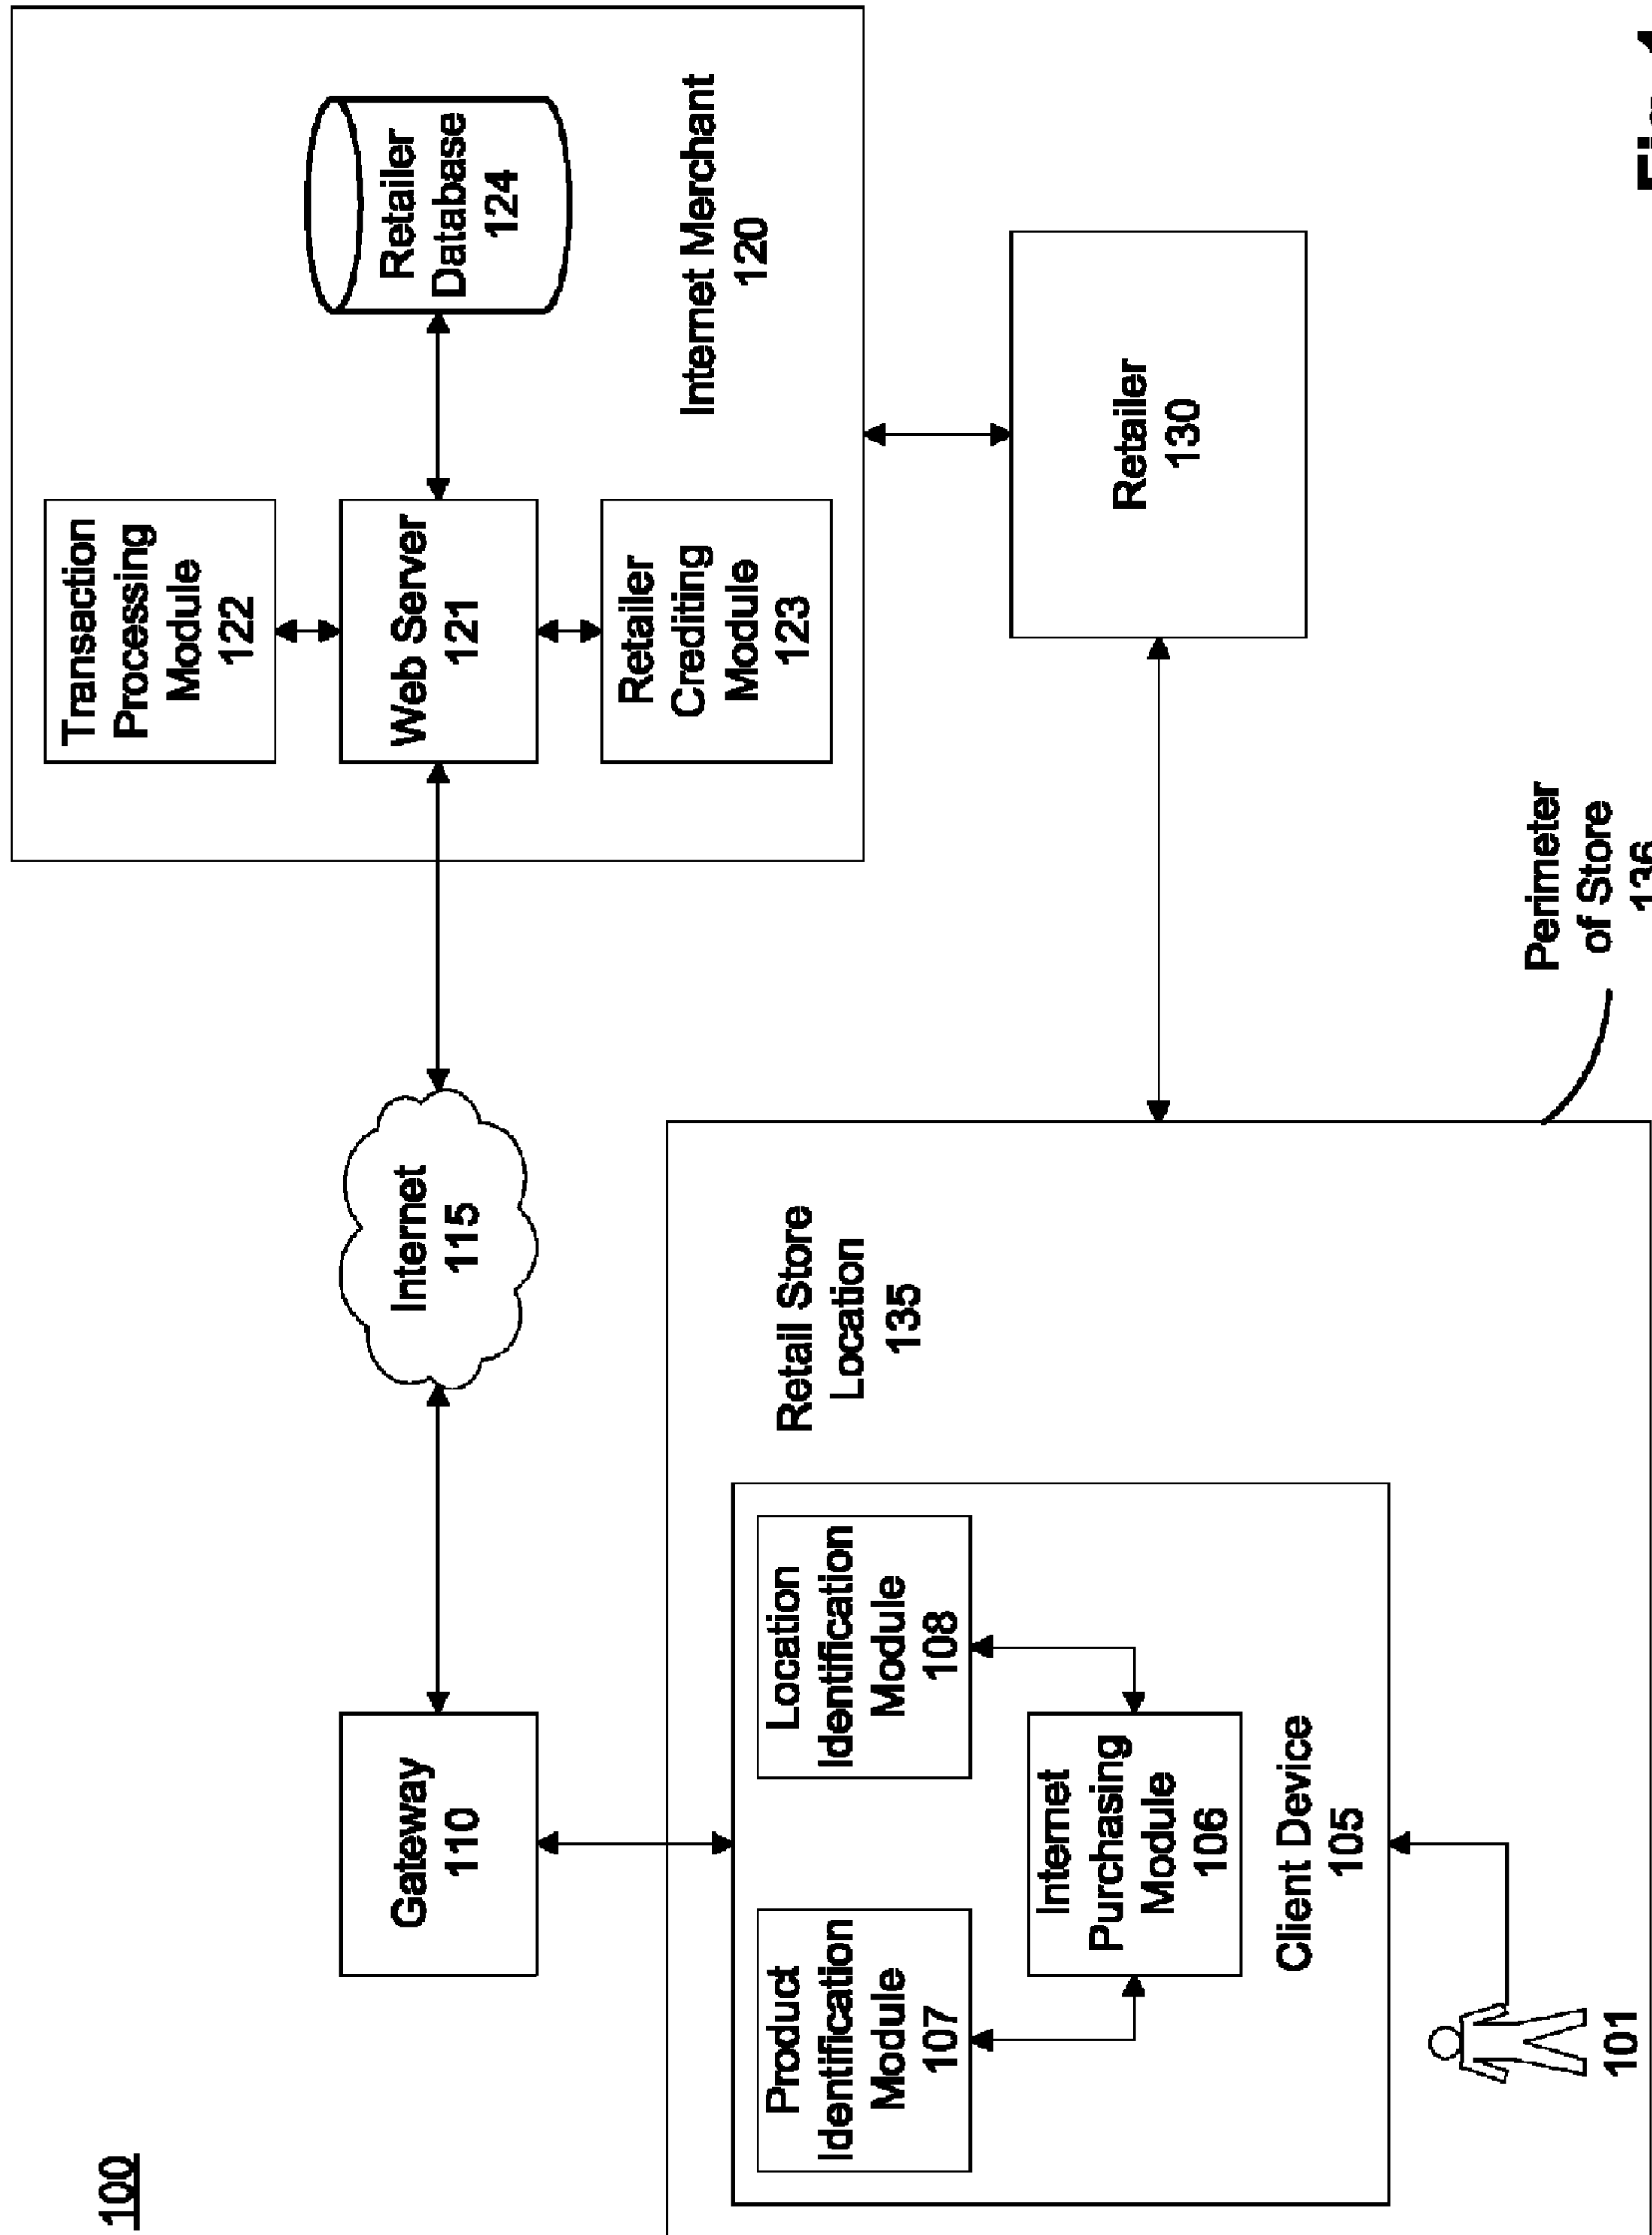 100
Gateway
110
Internet
115
Transaction
Processing
Module
122
Web Server
121
Retailer
Crediting
Module
123
Retailer
Database
124
Internet Merchant
120
Product
Identification
Module
107
Location
Identification
Module
108
Internet
Purchasing
Module
106
Client Device
105
Retail Store
Location
135
Retailer
130
101
Perimeter
of Store
136